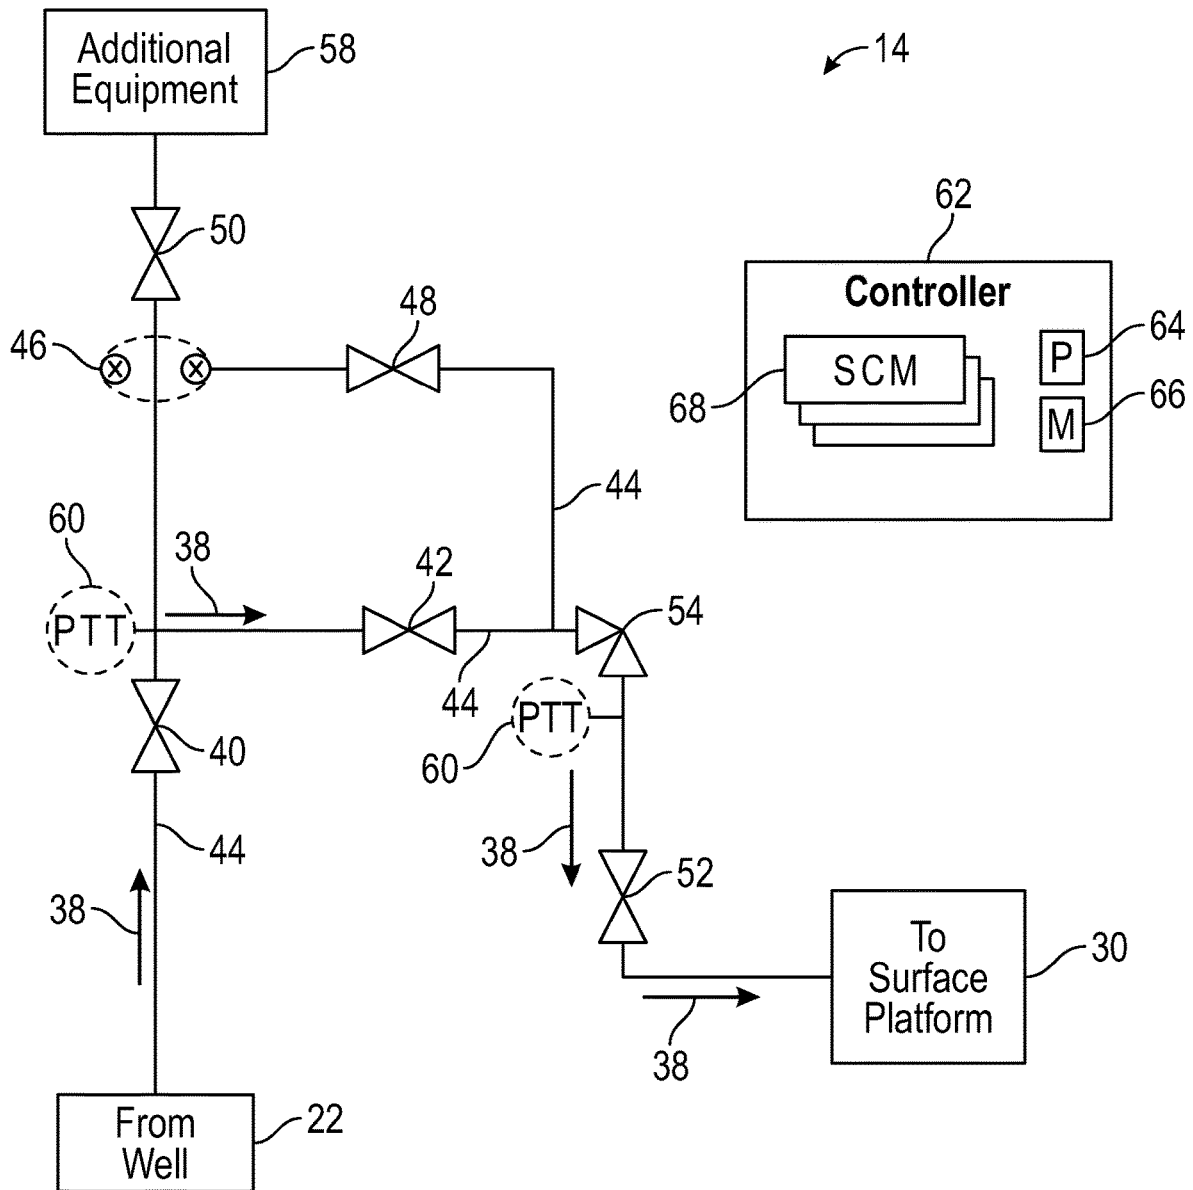 Additional
Equipment
58
14
50
62
Controller
46
48
64
P
SCM
68
66
M
44
60
38
42
54
PTT
44
PTT
40
60
44
38
52
38
To
Surface
Platform
30
38
From
Well
22